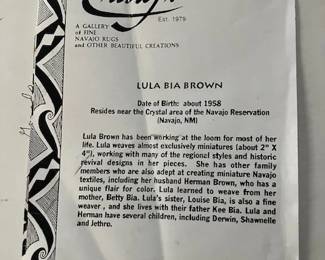 Est. 1979
A GALLERY
of FINE
NAVAJO RUGS
and OTHER BEAUTIFUL CREATIONS
LULA BIA BROWN
Date of Birth: about 1958
Resides near the Crystal area of the Navajo Reservation
(Navajo, NM)
Lula Brown has been working at the loom for most of her
life. Lula weaves almost exclusively miniatures (about 2" X
4"), working with many of the regional styles and historic
revival designs in her pieces. She has other family
members who are also adept at creating miniature Navajo
textiles, including her husband Herman Brown, who has a
unique flair for color. Lula learned to weave from her
mother, Betty Bia. Lula's sister, Louise Bia, is also a fine
weaver, and she lives with their father Kee Bia. Lula and
Herman have several children, including Derwin, Shawnelle
and Jethro.